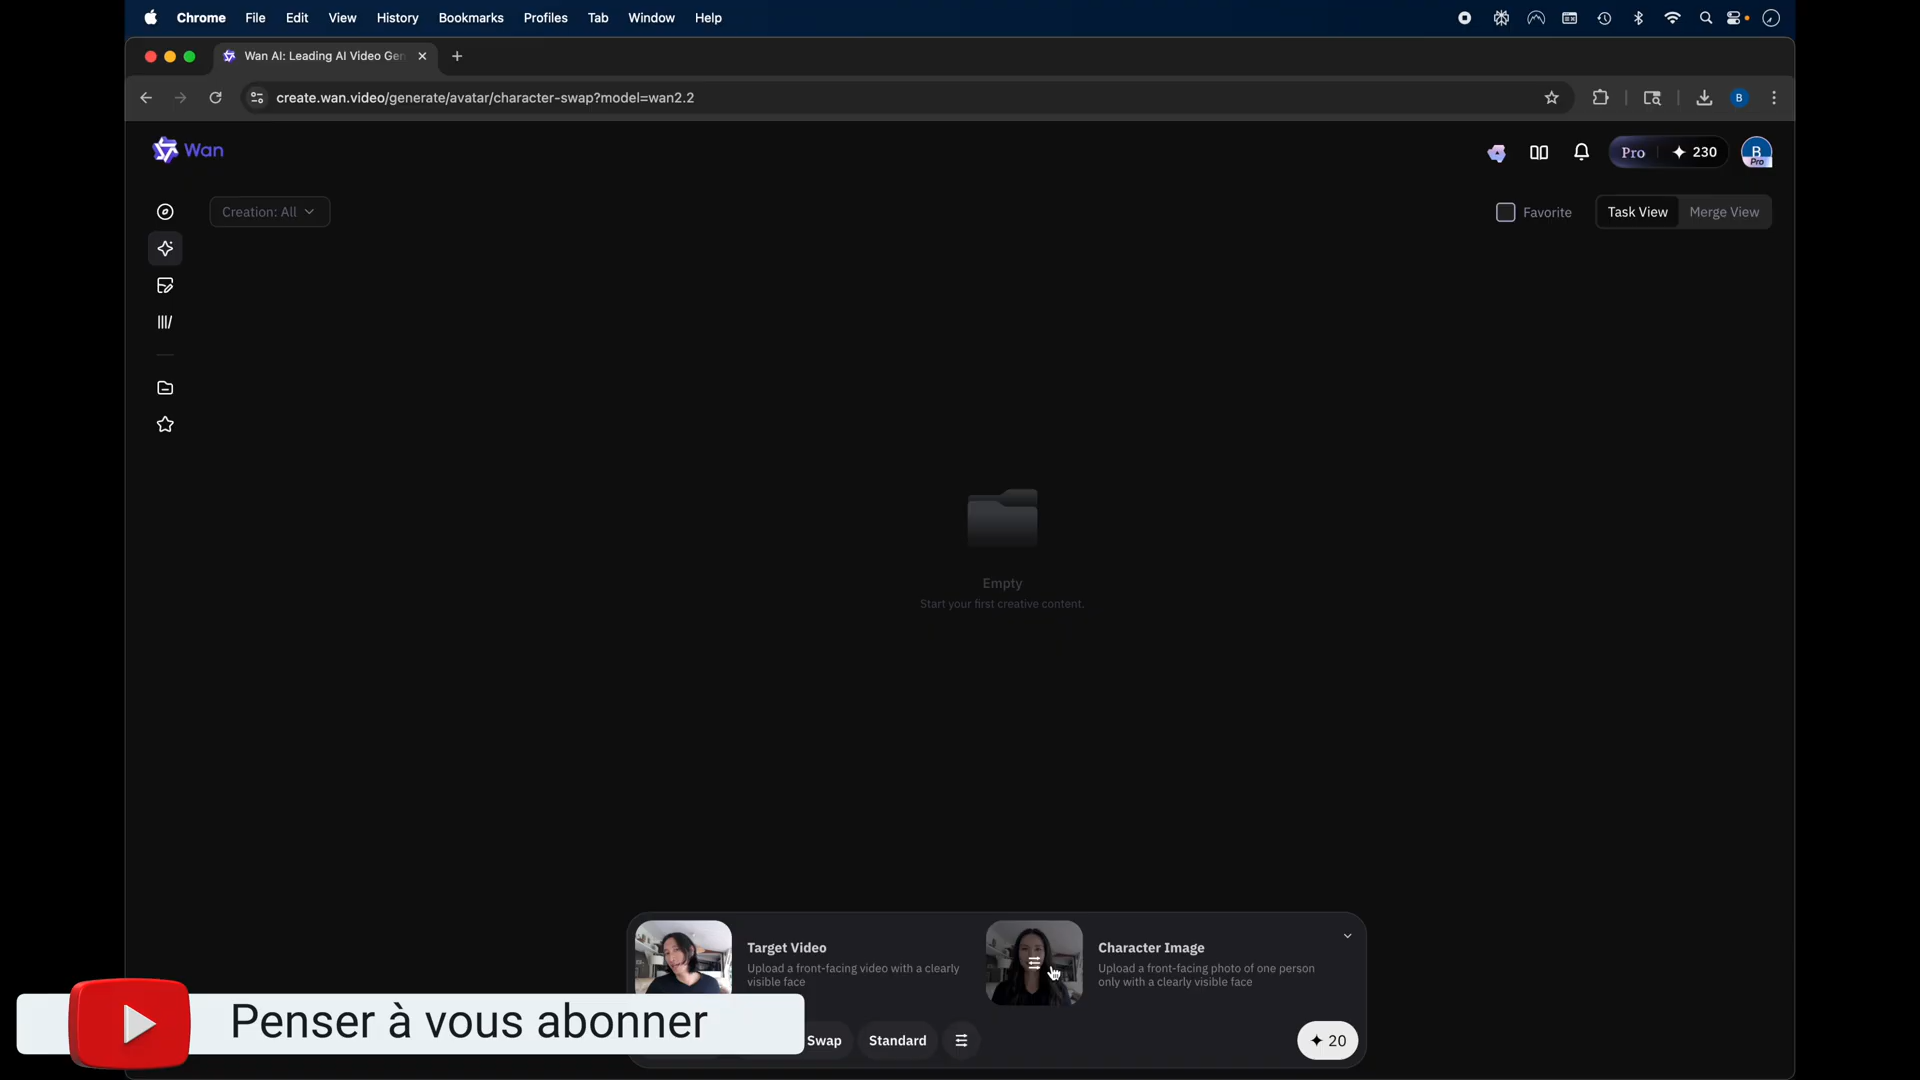 Chrome File Edit View History Bookmarks Profiles Tab Window Help
Wan AI: Leading AI Video Gen
create.wan.video/generate/avatar/character-swap?model=wan2.2
B
Wan
Pro 230
B
Pro
Creation: All
Favorite
Task View Merge View
Empty
Start your first creative content.
Target Video
Upload a front-facing video with a clearly
visible face
Character Image
Upload a front-facing photo of one person
only with a clearly visible face
Swap Standard
20
Penser à vous abonner